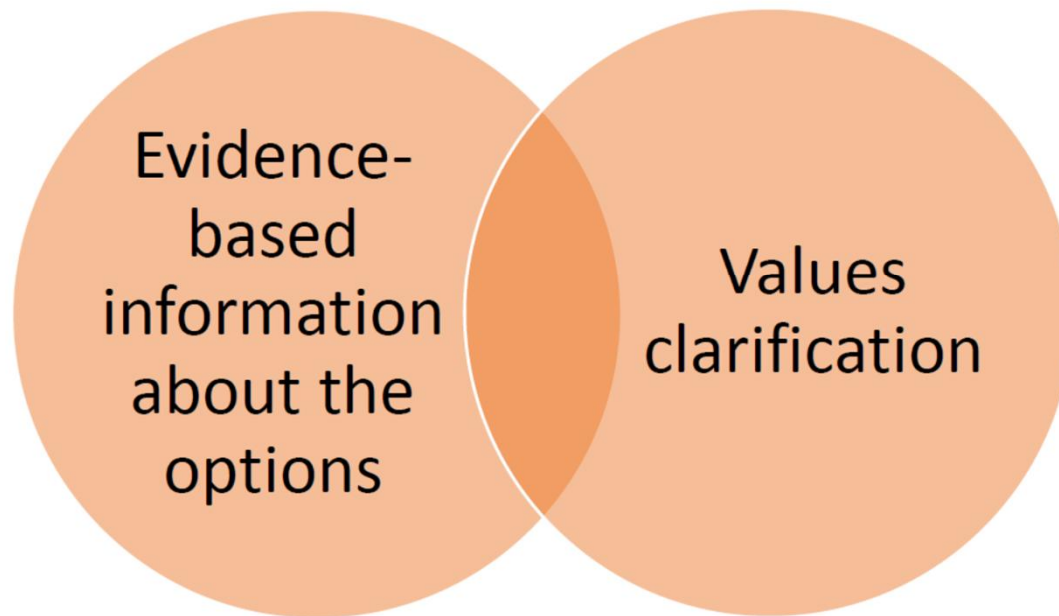 Evidence-
based
information
about the
options
Values
clarification